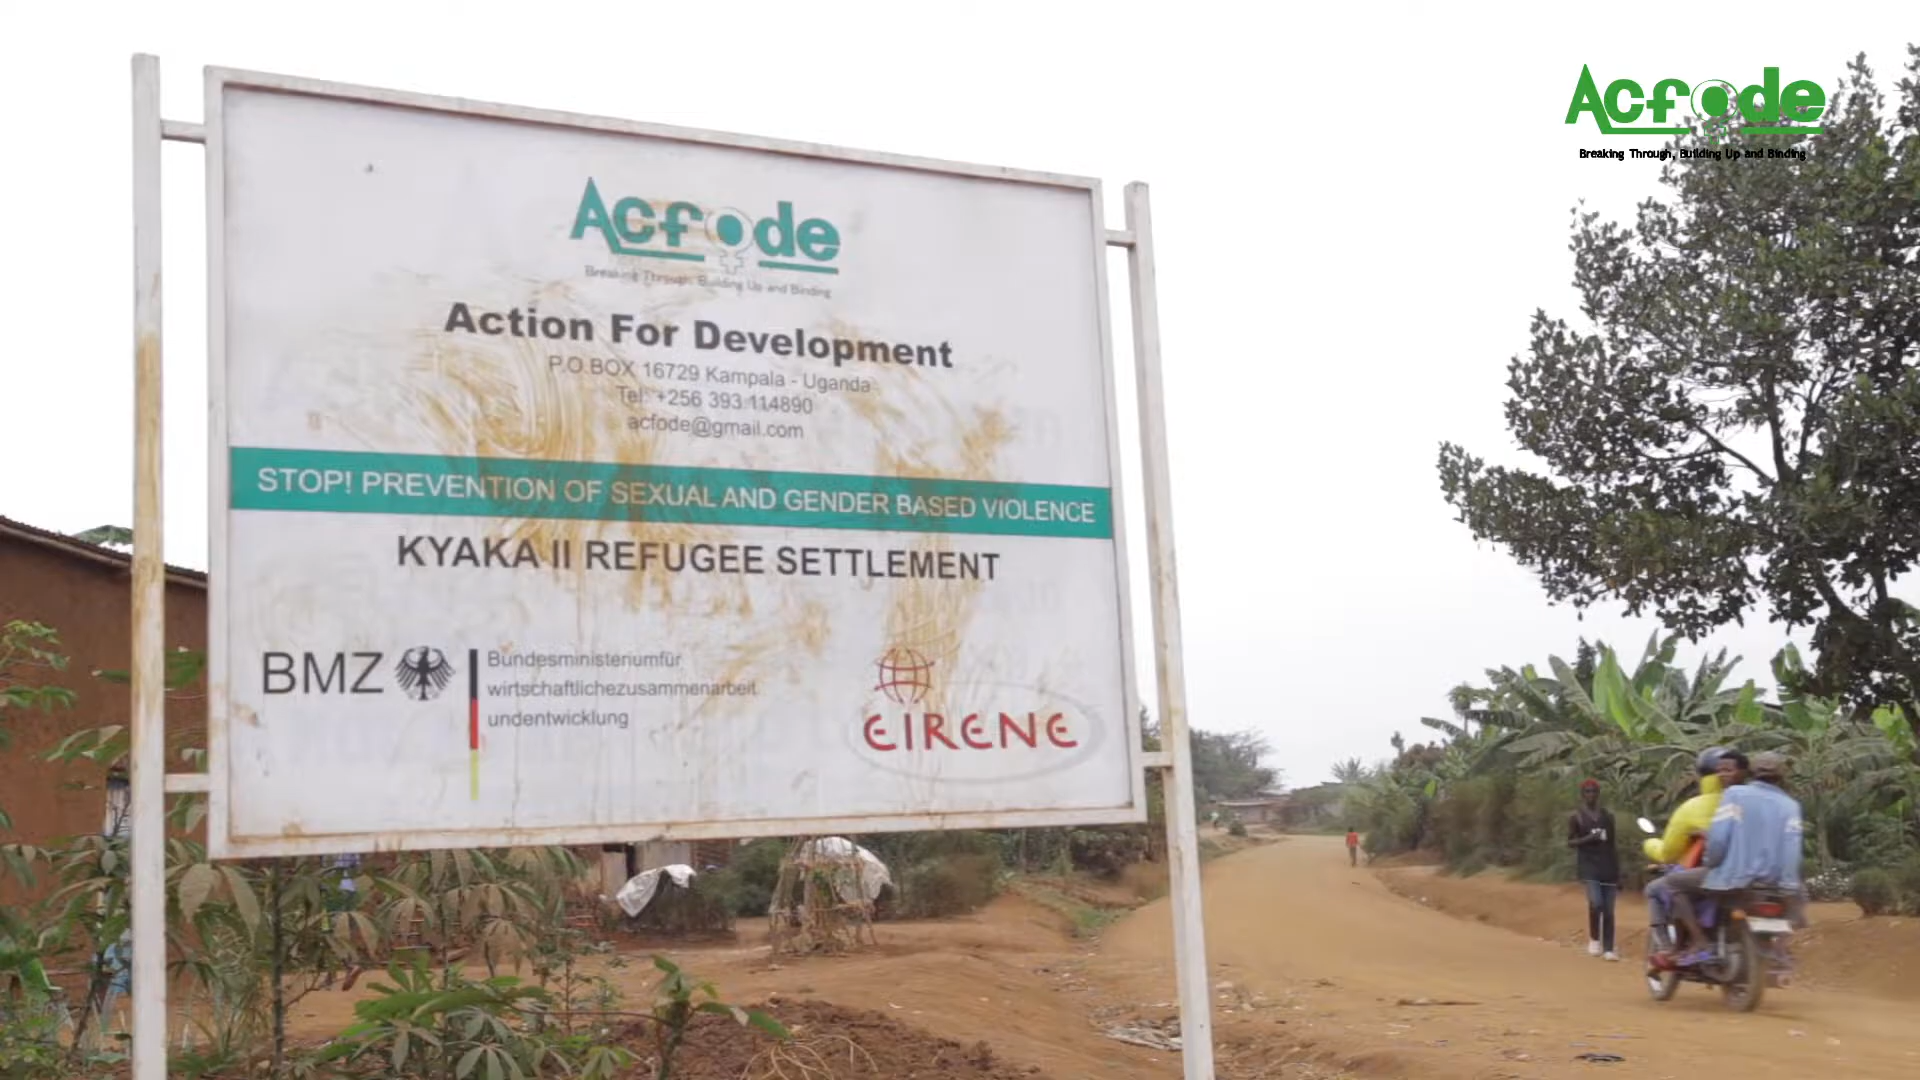 Acfode
Breaking Through, Building Up and Binding
Acfode
Breaking Through, Building Up and Binding
Action For Development
P.O.BOX 16729 Kampala - Uganda
Tel: +256 393 114890
acfode@gmail.com
STOP! PREVENTION OF SEXUAL AND GENDER BASED VIOLENCE
KYAKA II REFUGEE SETTLEMENT
BMZ
Bundesministeriumfür
wirtschaftlichezusammenarbeit
undentwicklung
EIRENE